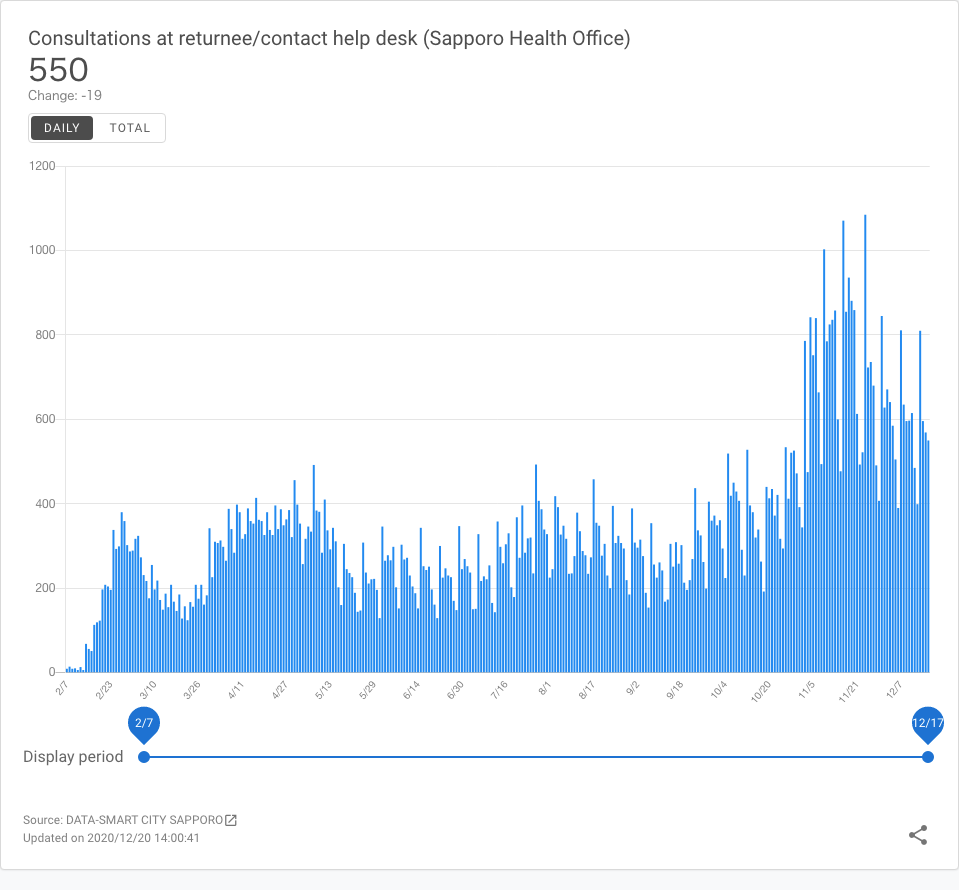 Consultations at returnee/contact help desk (Sapporo Health Office)
550
Change: -19
DAILY TOTAL
1200
1000
800
600
400
200
0
2/7 2/23 3/10 3/26 4/11 4/27 5/13 5/29 6/14 6/30 7/16 8/1 8/17 9/2 9/18 10/4 10/20 11/5 11/21 12/7
2/7 12/17
Display period
Source: DATA-SMART CITY SAPPORO
Updated on 2020/12/20 14:00:41